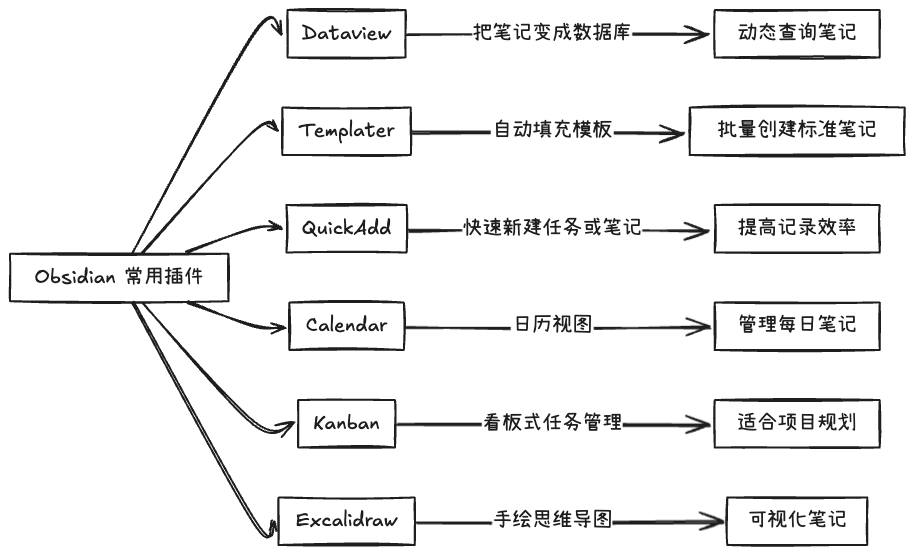 Dataview
把笔记变成数据库
动态查询笔记
Templater
自动填充模板
批量创建标准笔记
QuickAdd
快速新建任务或笔记
提高记录效率
Obsidian 常用插件
Calendar
日历视图
管理每日笔记
Kanban
看板式任务管理
适合项目规划
Excalidraw
手绘思维导图
可视化笔记